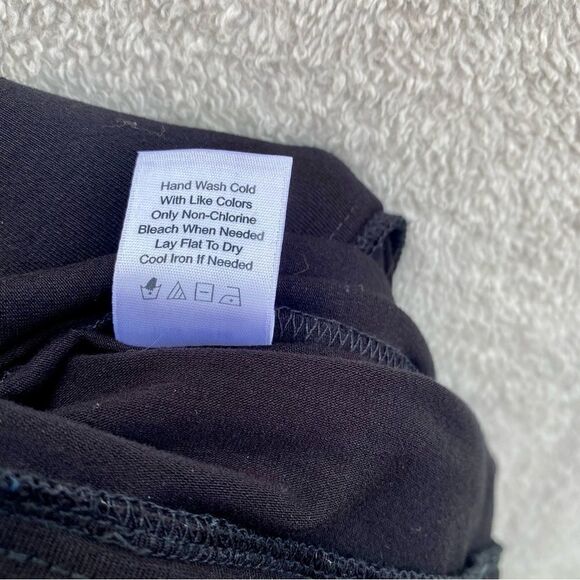 Hand Wash Cold
With Like Colors
Only Non-Chlorine
Bleach When Needed
Lay Flat To Dry
Cool Iron If Needed